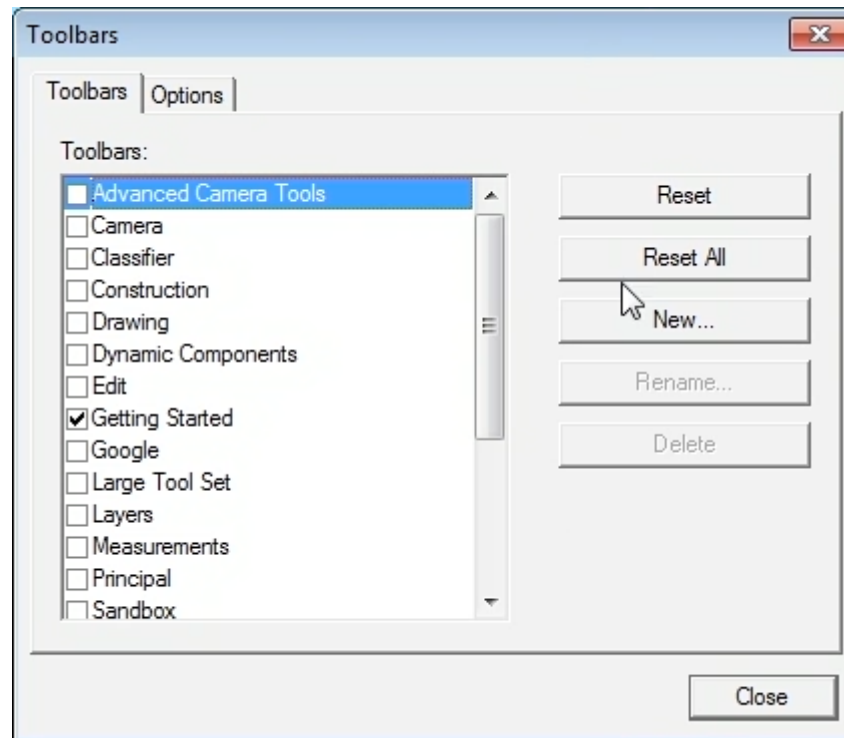 Toolbars
Toolbars
Options
Toolbars:
Advanced Camera Tools
Camera
Classifier
Construction
Drawing
Dynamic Components
Edit
Getting Started
Google
Large Tool Set
Layers
Measurements
Principal
Sandbox
Reset
Reset All
New...
Rename...
Delete
Close